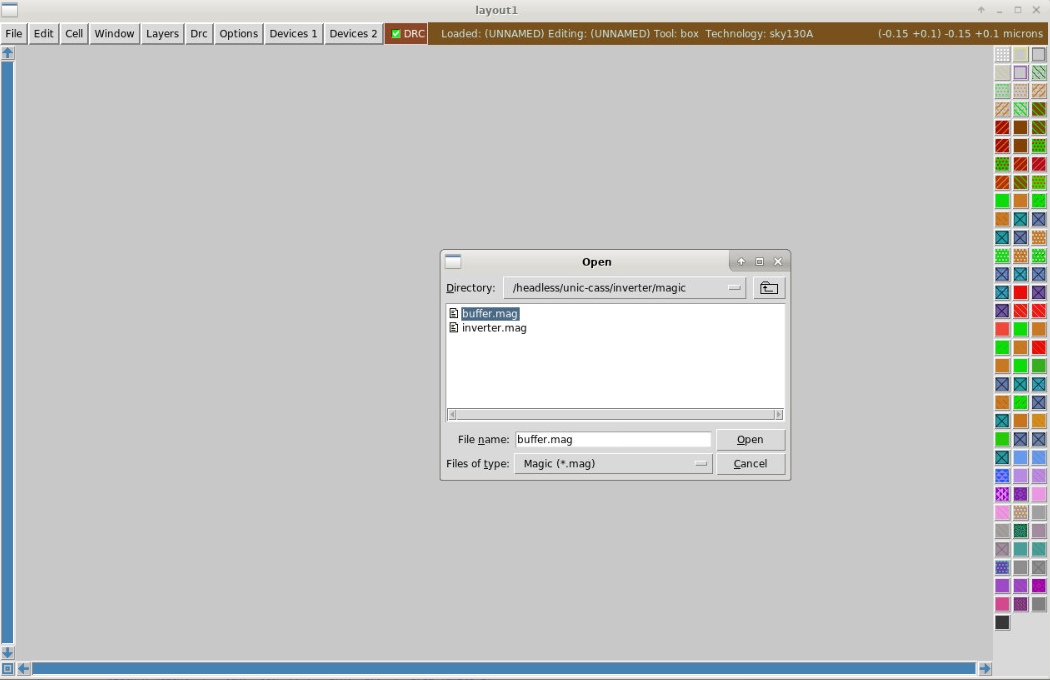 layout1
File Edit Cell Window Layers Drc Options Devices 1 Devices 2 DRC Loaded: (UNNAMED) Editing: (UNNAMED) Tool: box Technology: sky130A (-0.15 +0.1) -0.15 +0.1 microns
Open
Directory: /headless/unic-cass/inverter/magic
buffer.mag
inverter.mag
File name: buffer.mag Open
Files of type: Magic (*.mag) Cancel